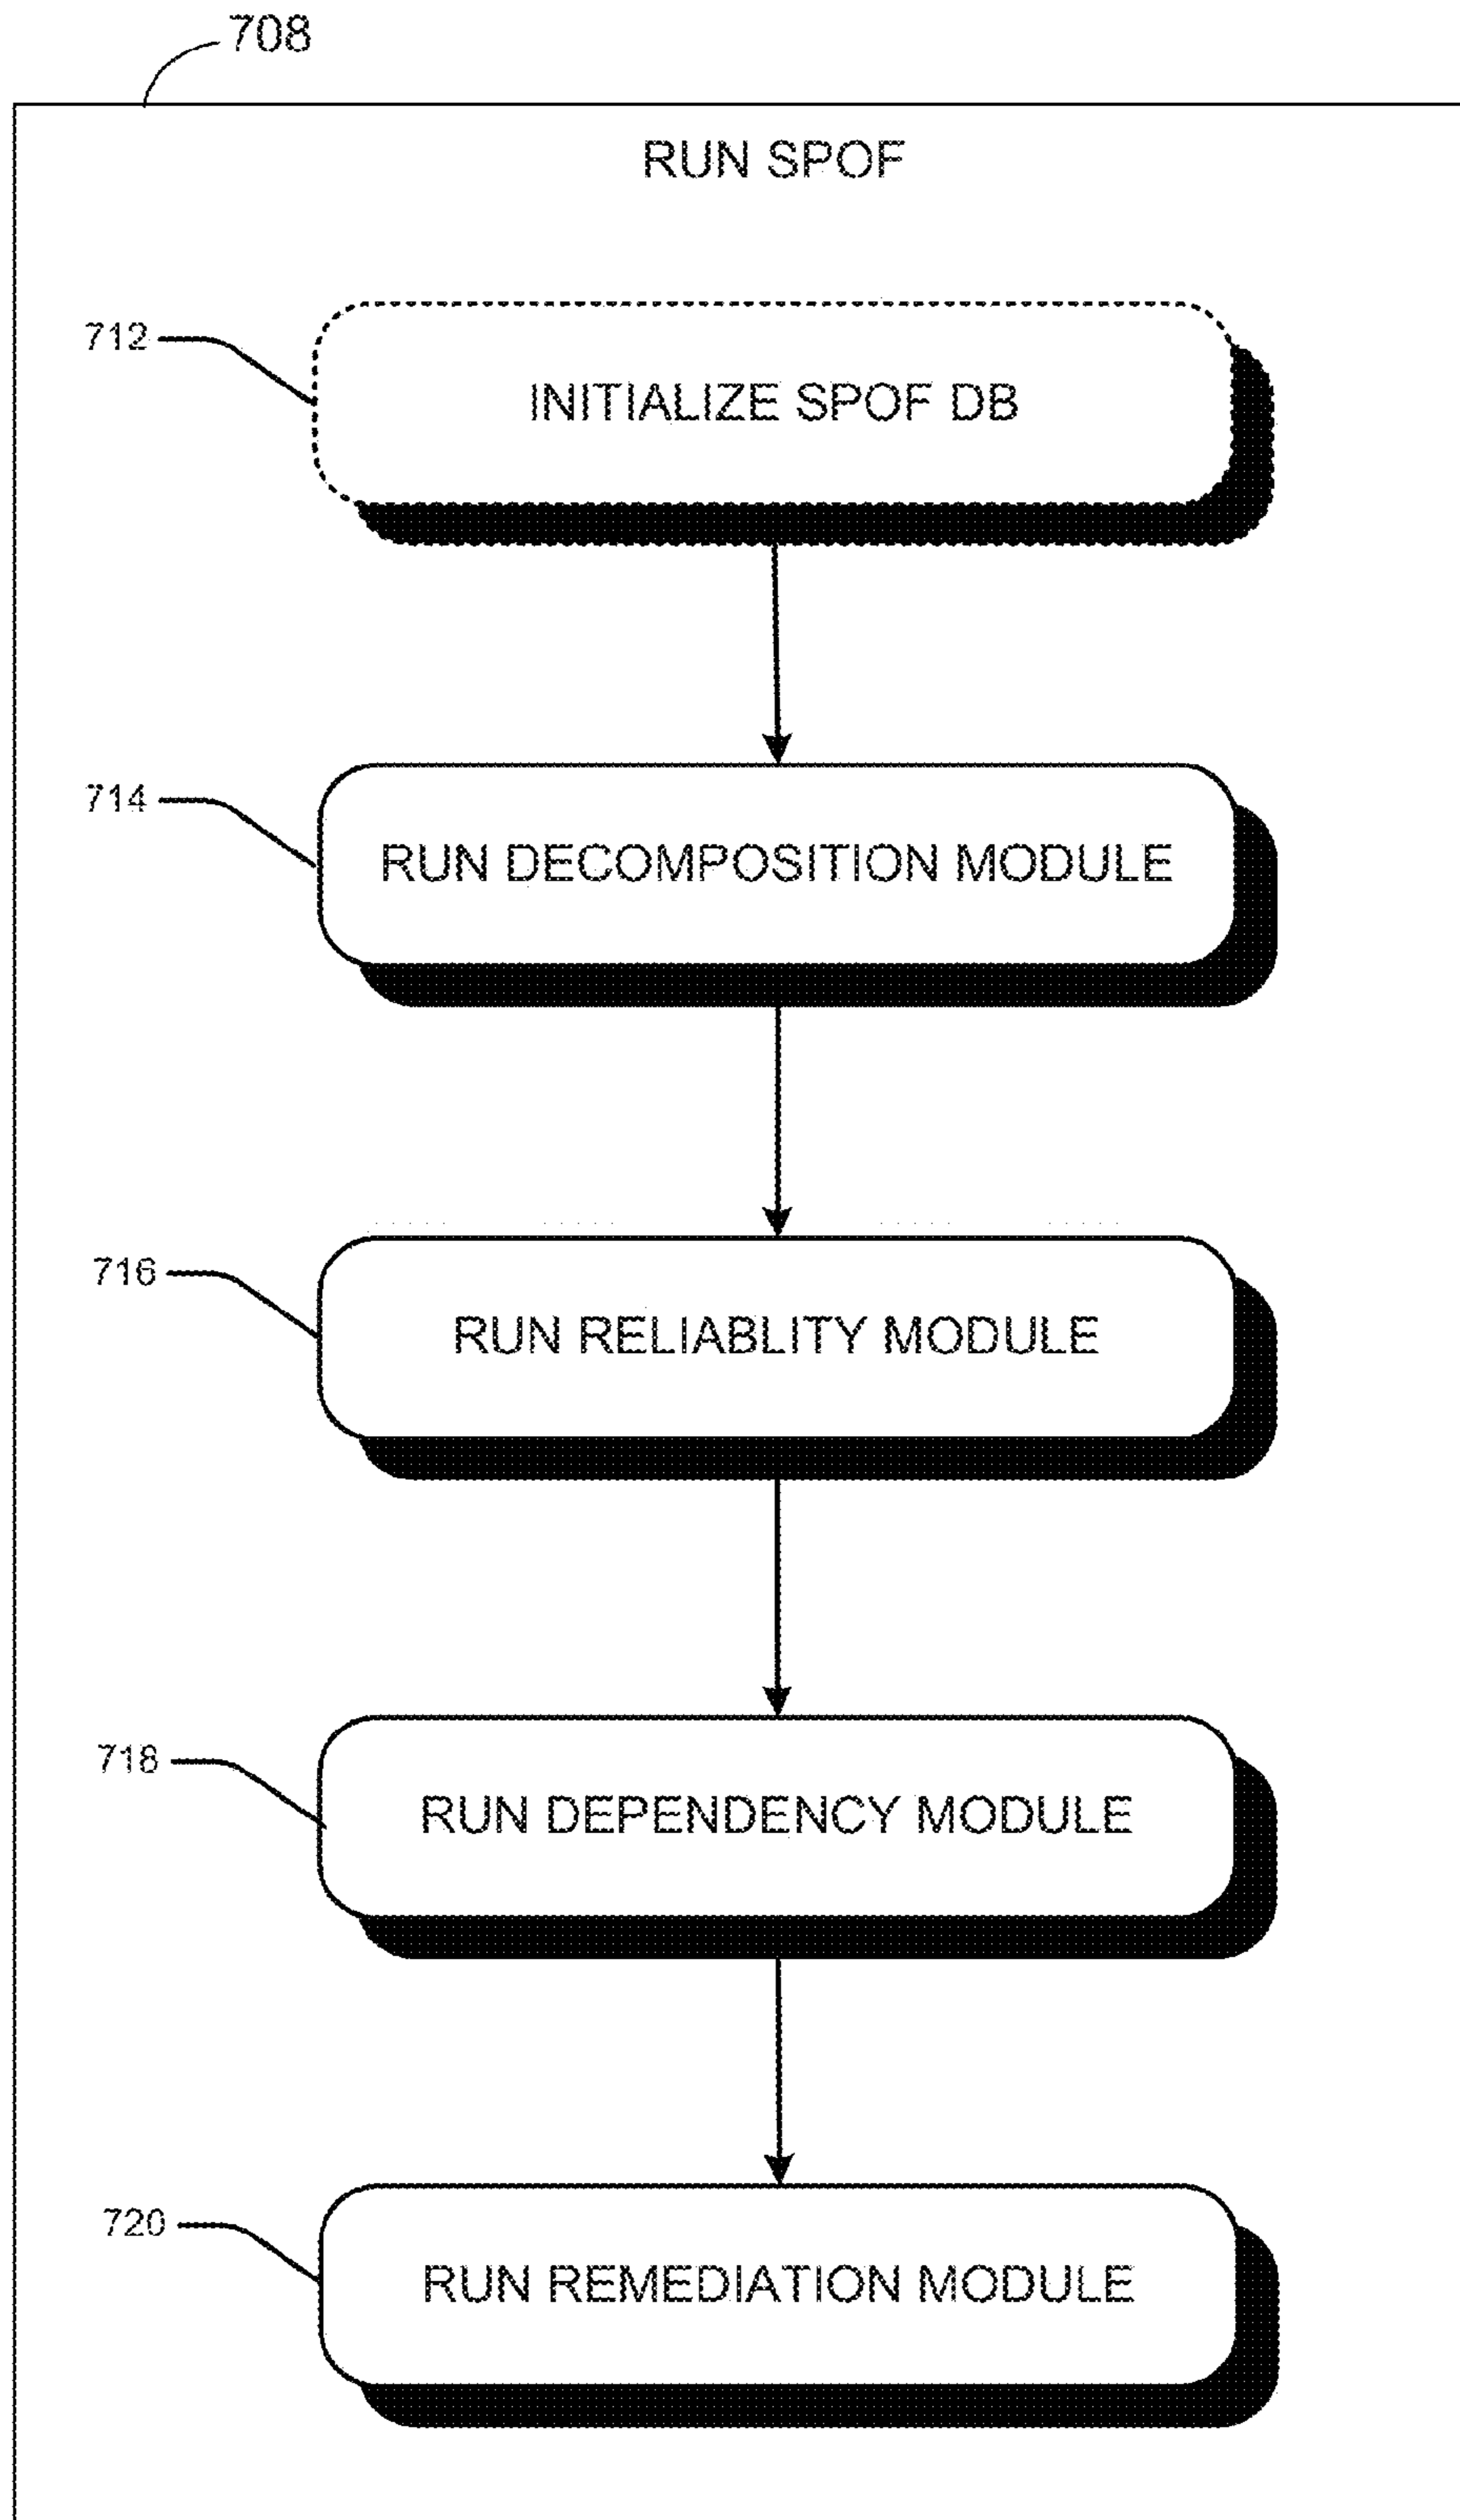 708
RUN SPOF
712
INITIALIZE SPOF DB
714
RUN DECOMPOSITION MODULE
716
RUN RELIABLITY MODULE
718
RUN DEPENDENCY MODULE
720
RUN REMEDIATION MODULE